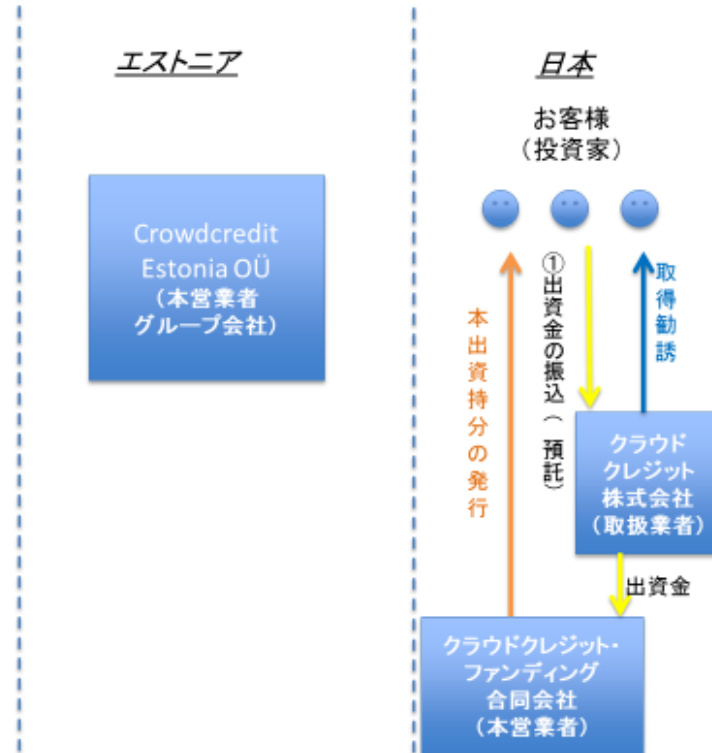 エストニア
日本
お客様
（投資家）
Crowdcredit
Estonia OÜ
（本営業者
グループ会社）
本出資持分の発行
①出資金の振込（ 預託）
取得勧誘
クラウド
クレジット
株式会社
（取扱業者）
出資金
クラウドクレジット・
ファンディング
合同会社
（本営業者）